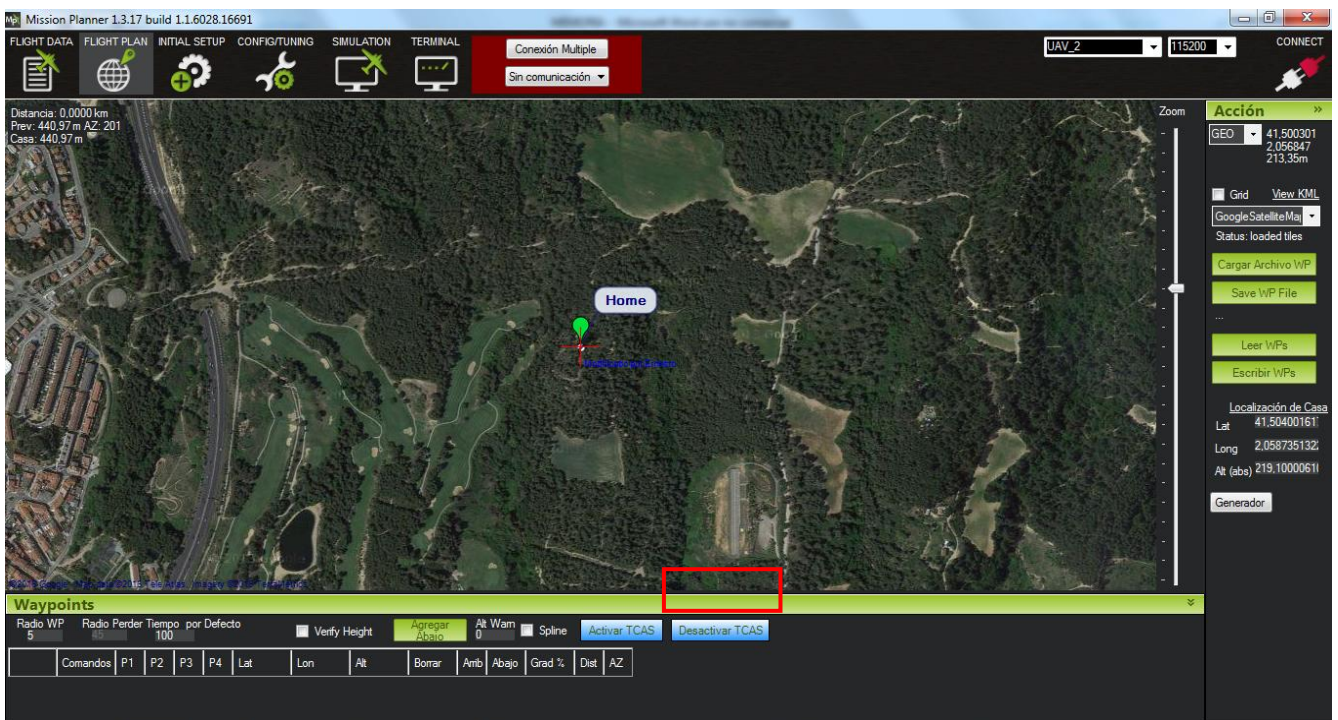 Mission Planner 1.3.17 build 1.1.6028.16691
FLIGHT DATA FLIGHT PLAN INITIAL SETUP CONFIG/TUNING SIMULATION TERMINAL
Conexión Multiple
Sin comunicación
UAV_2 115200 CONNECT
Distancia: 0,0000 km
Prev: 440,97 m AZ: 201
Casa: 440,97 m
Zoom
Home
Acción
GEO 41,500301
2,056847
213,35m
Grid View KML
GoogleSatelliteMa
Status: loaded tiles
Cargar Archivo WP
Save WP File
...
Leer WPs
Escribir WPs
Localización de Casa
Lat 41,50400161
Long 2,058735132
Alt (abs) 219,1000061
Generador
Waypoints
Radio WP Radio Perder Tiempo por Defecto
5 45 100
Verify Height
Agregar Abajo
Alt Warn
0
Spline
Activar TCAS
Desactivar TCAS
Comandos P1 P2 P3 P4 Lat Lon Alt Borrar Arrib Abajo Grad % Dist AZ